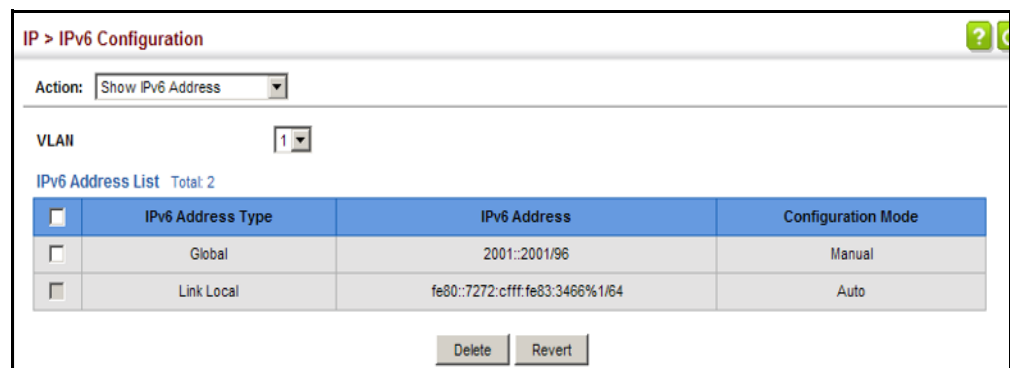 IP > IPv6 Configuration
?
Action: Show IPv6 Address
VLAN 1
IPv6 Address List Total: 2
IPv6 Address Type IPv6 Address Configuration Mode
Global 2001::2001/96 Manual
Link Local fe80::7272:cfff:fe83:3466%1/64 Auto
Delete Revert